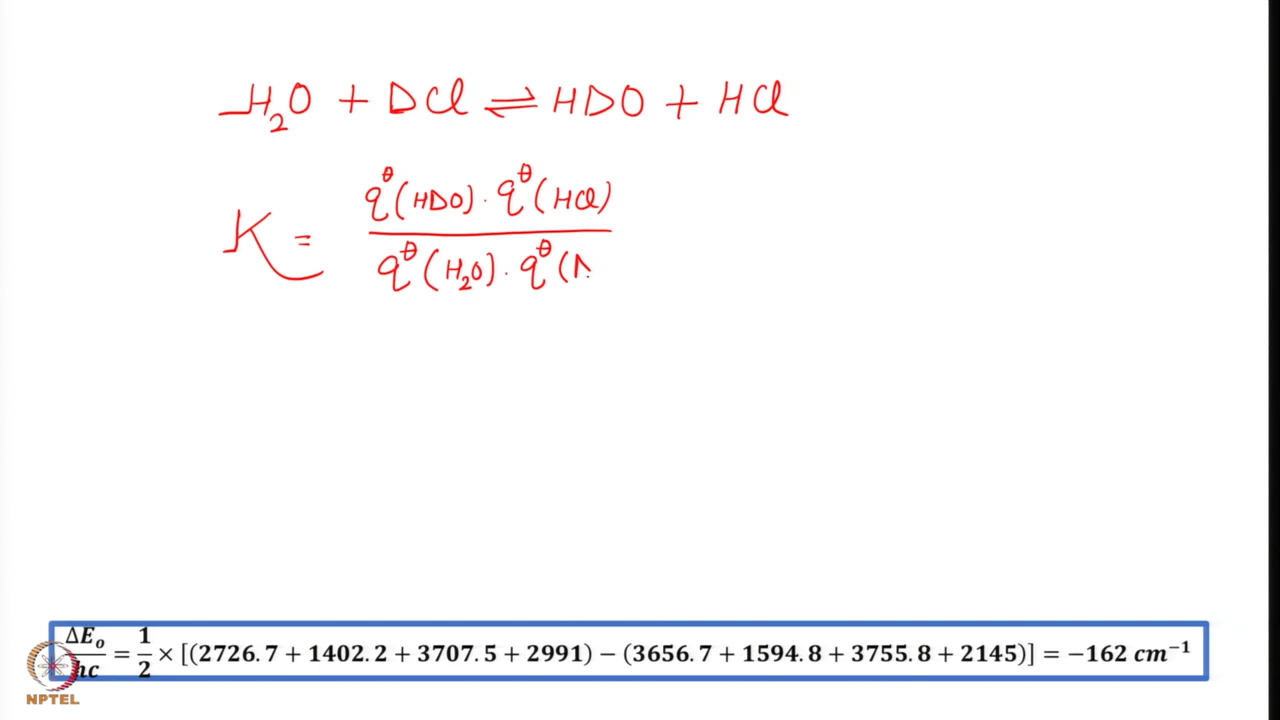 H₂O + DCl ⇌ HDO + HCl
K = q^θ(HDO) · q^θ(HCl) / q^θ(H₂O) · q^θ(
ΔE₀/hc = 1/2 × [(2726.7 + 1402.2 + 3707.5 + 2991) − (3656.7 + 1594.8 + 3755.8 + 2145)] = −162 cm⁻¹
NPTEL